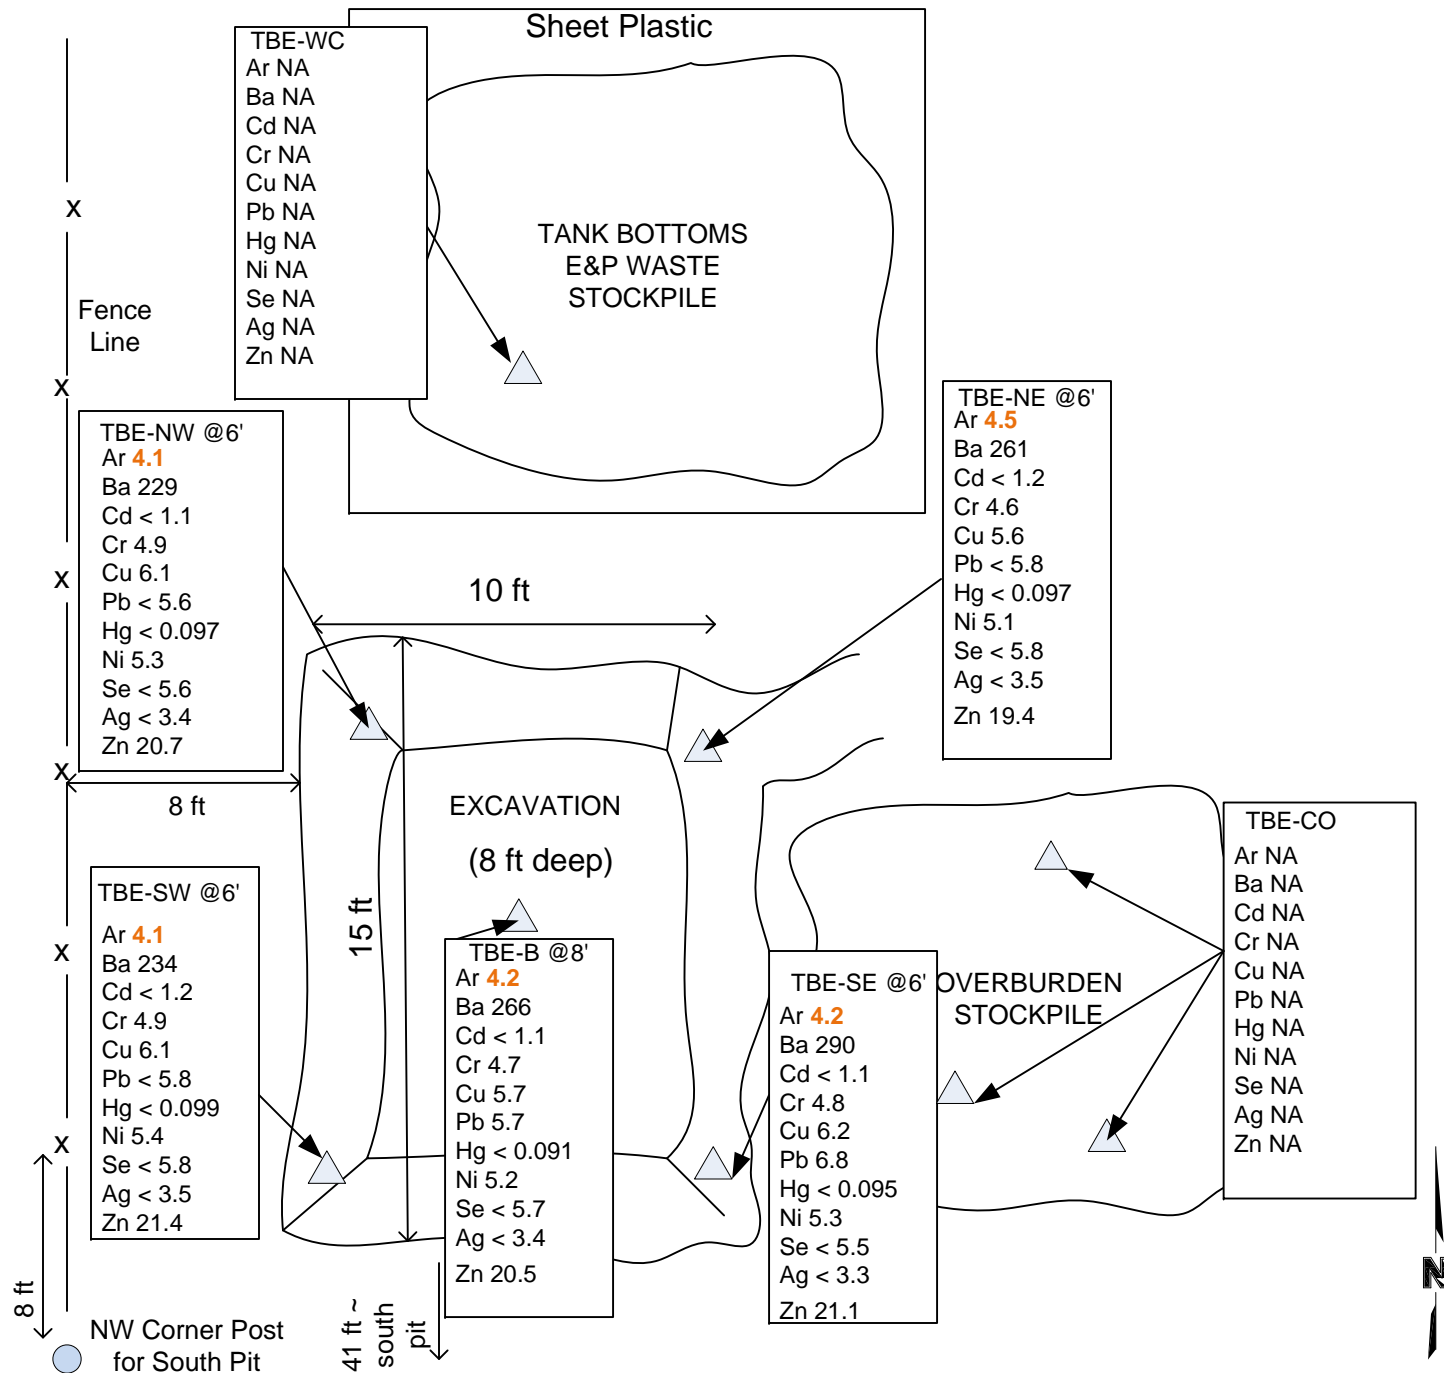 Sheet Plastic
TBE-WC
Ar NA
Ba NA
Cd NA
Cr NA
Cu NA
Pb NA
Hg NA
Ni NA
Se NA
Ag NA
Zn NA
TANK BOTTOMS
E&P WASTE
STOCKPILE
x
Fence
Line
x
TBE-NW @6'
Ar 4.1
Ba 229
Cd < 1.1
Cr 4.9
Cu 6.1
Pb < 5.6
Hg < 0.097
Ni 5.3
Se < 5.6
Ag < 3.4
Zn 20.7
TBE-NE @6'
Ar 4.5
Ba 261
Cd < 1.2
Cr 4.6
Cu 5.6
Pb < 5.8
Hg < 0.097
Ni 5.1
Se < 5.8
Ag < 3.5
Zn 19.4
x
10 ft
x
8 ft
EXCAVATION
(8 ft deep)
15 ft
TBE-SW @6'
Ar 4.1
Ba 234
Cd < 1.2
Cr 4.9
Cu 6.1
Pb < 5.8
Hg < 0.099
Ni 5.4
Se < 5.8
Ag < 3.5
Zn 21.4
x
x
TBE-B @8'
Ar 4.2
Ba 266
Cd < 1.1
Cr 4.7
Cu 5.7
Pb 5.7
Hg < 0.091
Ni 5.2
Se < 5.7
Ag < 3.4
Zn 20.5
TBE-SE @6'
Ar 4.2
Ba 290
Cd < 1.1
Cr 4.8
Cu 6.2
Pb 6.8
Hg < 0.095
Ni 5.3
Se < 5.5
Ag < 3.3
Zn 21.1
OVERBURDEN
STOCKPILE
TBE-CO
Ar NA
Ba NA
Cd NA
Cr NA
Cu NA
Pb NA
Hg NA
Ni NA
Se NA
Ag NA
Zn NA
8 ft
NW Corner Post
for South Pit
41 ft ~
south
pit
N